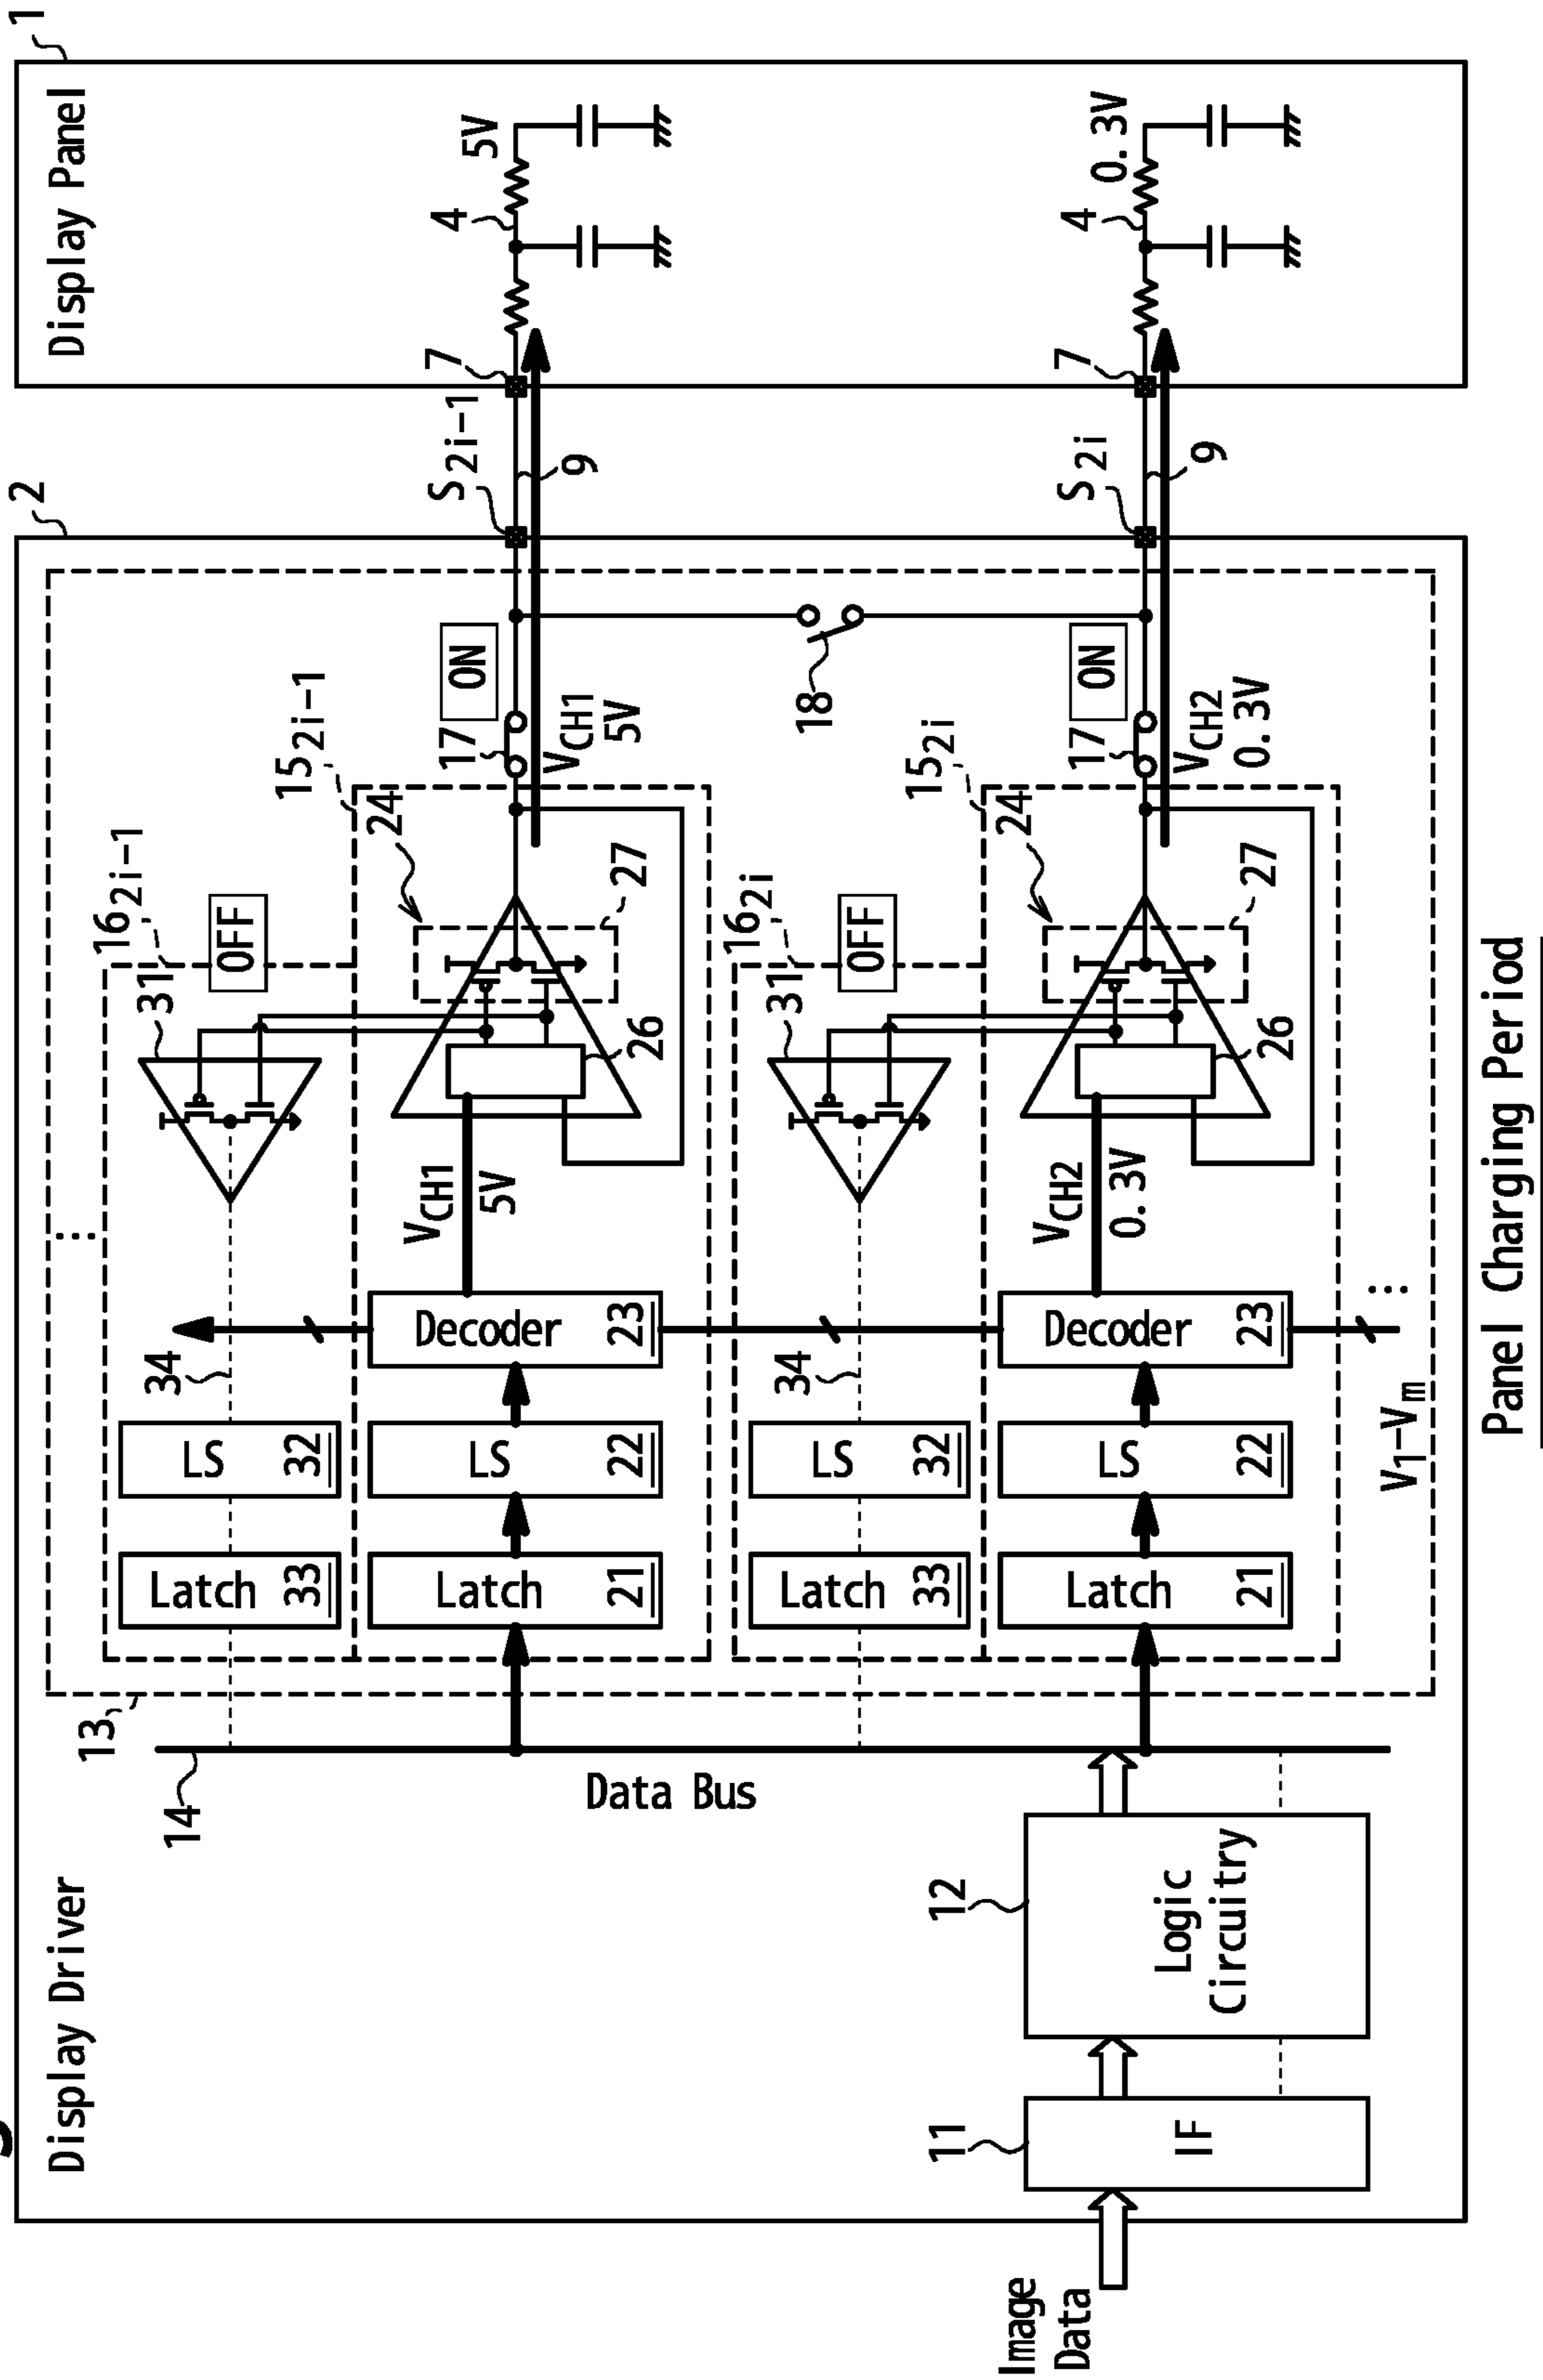 Display Driver
2
Display Panel
1
16₂ᵢ₋₁
31
OFF
34
LS 32
Latch 33
15₂ᵢ₋₁
24
27
26
V_CH1
5V
Decoder 23
LS 22
Latch 21
17
ON
V_CH1
5V
S₂ᵢ₋₁
9
7
4
5V
18
16₂ᵢ
31
OFF
34
LS 32
Latch 33
15₂ᵢ
24
27
26
V_CH2
0.3V
Decoder 23
LS 22
Latch 21
17
ON
V_CH2
0.3V
S₂ᵢ
9
7
4
0.3V
13
14
Data Bus
V₁-Vₘ
12
Logic
Circuitry
11
IF
Image
Data
Panel Charging Period